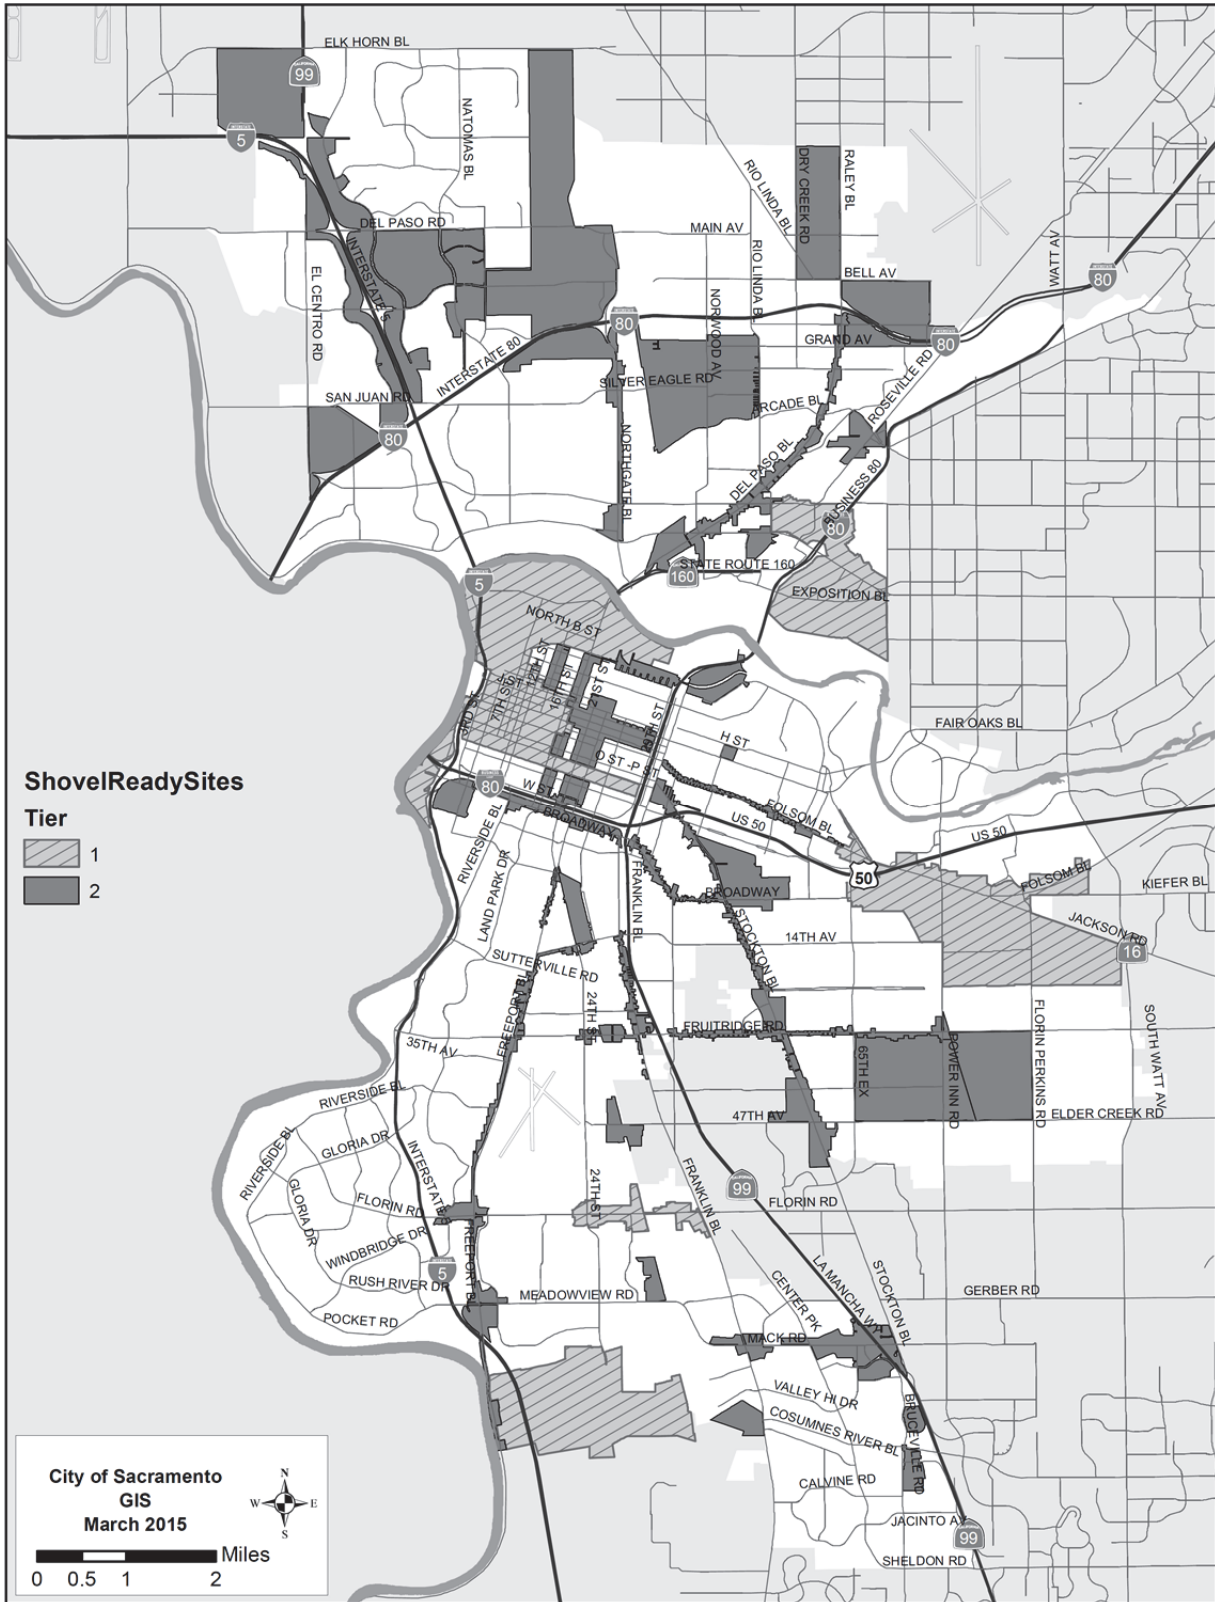 ELK HORN BL
CALIFORNIA
99
INTERSTATE
5
NATOMAS BL
DEL PASO RD
INTERSTATE 5
EL CENTRO RD
SAN JUAN RD
80
INTERSTATE 80
80
MAIN AV
RIO LINDA BL
DRY CREEK RD
RALEY BL
BELL AV
WATT AV
80
RIO LINDA BL
NORWOOD AV
GRAND AV
80
SILVER EAGLE RD
ARCADE BL
ROSEVILLE RD
NORTHGATE BL
DEL PASO BL
BUSINESS 80
80
STATE ROUTE 160
160
5
EXPOSITION BL
NORTH B ST
12TH ST
J ST
7TH ST
16TH ST
21ST ST
3RD ST
29TH ST
H ST
FAIR OAKS BL
O ST -P ST
80
W ST
BROADWAY
FOLSOM BL
US 50
US 50
50
RIVERSIDE BL
LAND PARK DR
FRANKLIN BL
BROADWAY
FOLSOM BL
KIEFER BL
JACKSON RD
16
14TH AV
STOCKTON BL
SUTTERVILLE RD
FREEPORT BL
24TH ST
FRUITRIDGE RD
35TH AV
65TH EX
POWER INN RD
FLORIN PERKINS RD
SOUTH WATT AV
47TH AV
ELDER CREEK RD
RIVERSIDE BL
RIVERSIDE BL
GLORIA DR
GLORIA DR
INTERSTATE 5
FLORIN RD
WINDBRIDGE DR
RUSH RIVER DR
POCKET RD
5
FREEPORT BL
24TH ST
FRANKLIN BL
CALIFORNIA
99
FLORIN RD
MEADOWVIEW RD
CENTER PK
LA MANCHA WA
STOCKTON BL
GERBER RD
MACK RD
VALLEY HI DR
COSUMNES RIVER BL
BRUCEVILLE RD
CALVINE RD
JACINTO AV
CALIFORNIA
99
SHELDON RD
ShovelReadySites
Tier
1
2
City of Sacramento
GIS
March 2015
N
W
E
S
Miles
0 0.5 1 2